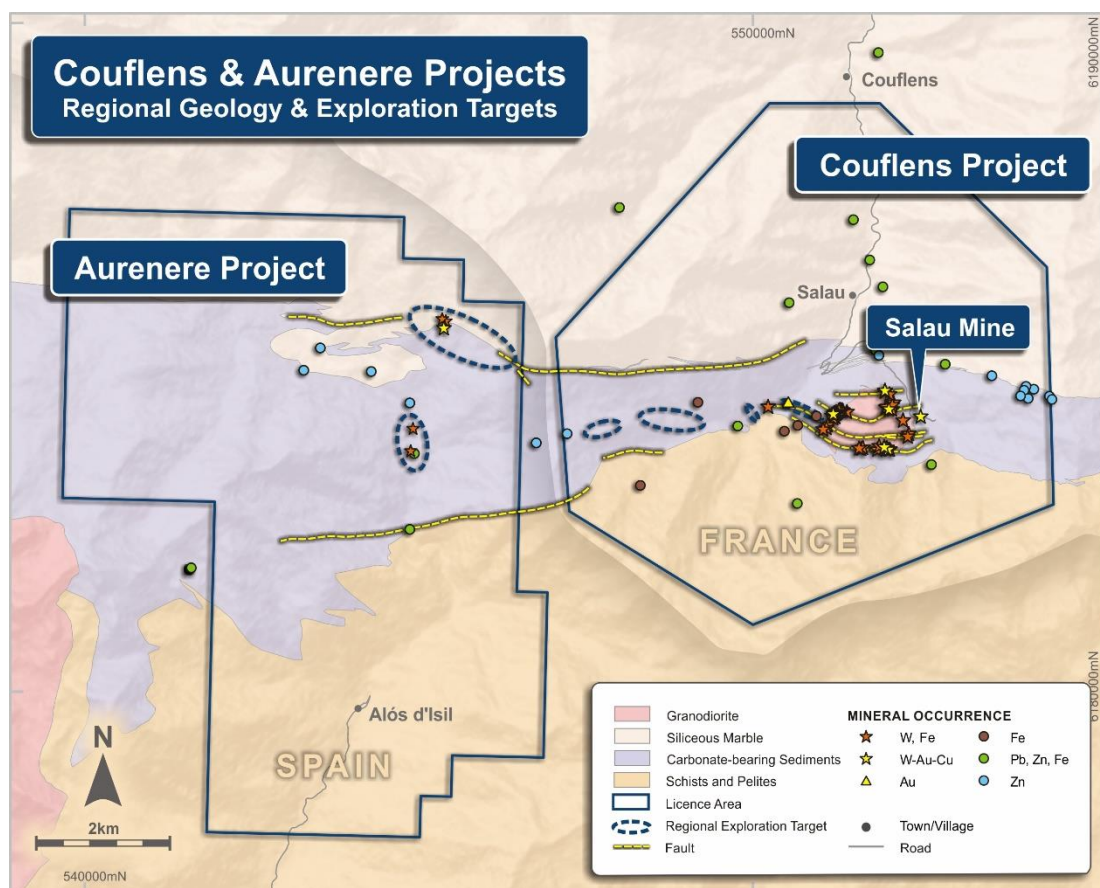 Couflens & Aurenere Projects
Regional Geology & Exploration Targets
550000mN
6190000mN
Couflens
Couflens Project
Aurenere Project
Salau
Salau Mine
FRANCE
6180000mN
Alós d'Isil
SPAIN
N
2km
540000mN
Granodiorite
Siliceous Marble
Carbonate-bearing Sediments
Schists and Pelites
Licence Area
Regional Exploration Target
Fault
MINERAL OCCURRENCE
W, Fe
W-Au-Cu
Au
Fe
Pb, Zn, Fe
Zn
Town/Village
Road